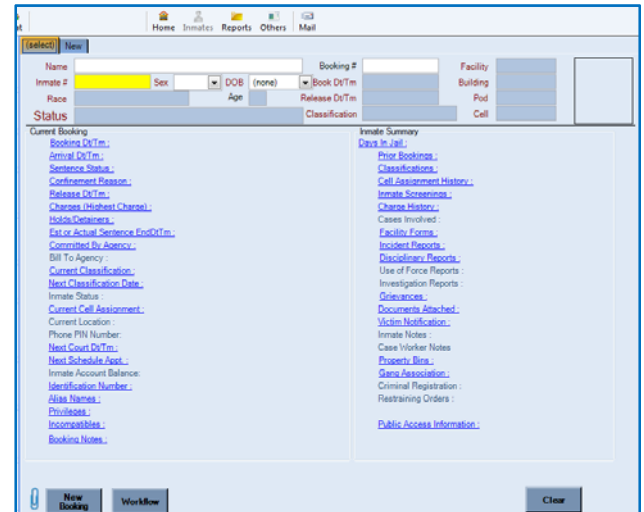 Home Inmates Reports Others Mail
(select) New
Name Booking # Facility
Inmate # Sex DOB (none) Book Dt/Tm Building
Race Age Release Dt/Tm Pod
Status Classification Cell
Current Booking
Booking Dt/Tm :
Arrival Dt/Tm :
Sentence Status :
Confinement Reason :
Release Dt/Tm :
Charges (Highest Charge) :
Holds/Detainers :
Est or Actual Sentence EndDtTm :
Committed By Agency :
Bill To Agency :
Current Classification :
Next Classification Date :
Inmate Status :
Current Cell Assignment :
Current Location :
Phone PIN Number:
Next Court Dt/Tm :
Next Schedule Appt. :
Inmate Account Balance:
Identification Number :
Alias Names :
Privileges :
Incompatibles :
Booking Notes :
Inmate Summary
Days In Jail :
Prior Bookings :
Classifications :
Cell Assignment History :
Inmate Screenings :
Charge History :
Cases Involved :
Facility Forms :
Incident Reports :
Disciplinary Reports :
Use of Force Reports :
Investigation Reports :
Grievances :
Documents Attached :
Victim Notification :
Inmate Notes :
Case Worker Notes
Property Bins :
Gang Association :
Criminal Registration :
Restraining Orders :
Public Access Information :
New Booking Workflow Clear